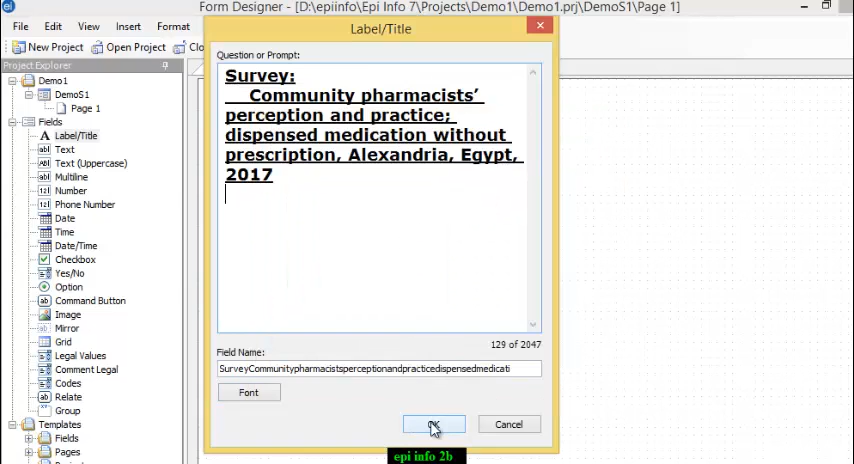 Form Designer - [D:\epiinfo\Epi Info 7\Projects\Demo1\Demo1.prj\DemoS1\Page 1]
File Edit View Insert Format
New Project Open Project Clo
Project Explorer
Demo1
DemoS1
Page 1
Fields
Label/Title
Text
Text (Uppercase)
Multiline
Number
Phone Number
Date
Time
Date/Time
Checkbox
Yes/No
Option
Command Button
Image
Mirror
Grid
Legal Values
Comment Legal
Codes
Relate
Group
Templates
Fields
Pages
Label/Title
Question or Prompt:
Survey:
Community pharmacists’
perception and practice;
dispensed medication without
prescription, Alexandria, Egypt,
2017
129 of 2047
Field Name:
SurveyCommunitypharmacistsperceptionandpracticedispensedmedicati
Font
OK Cancel
epi info 2b